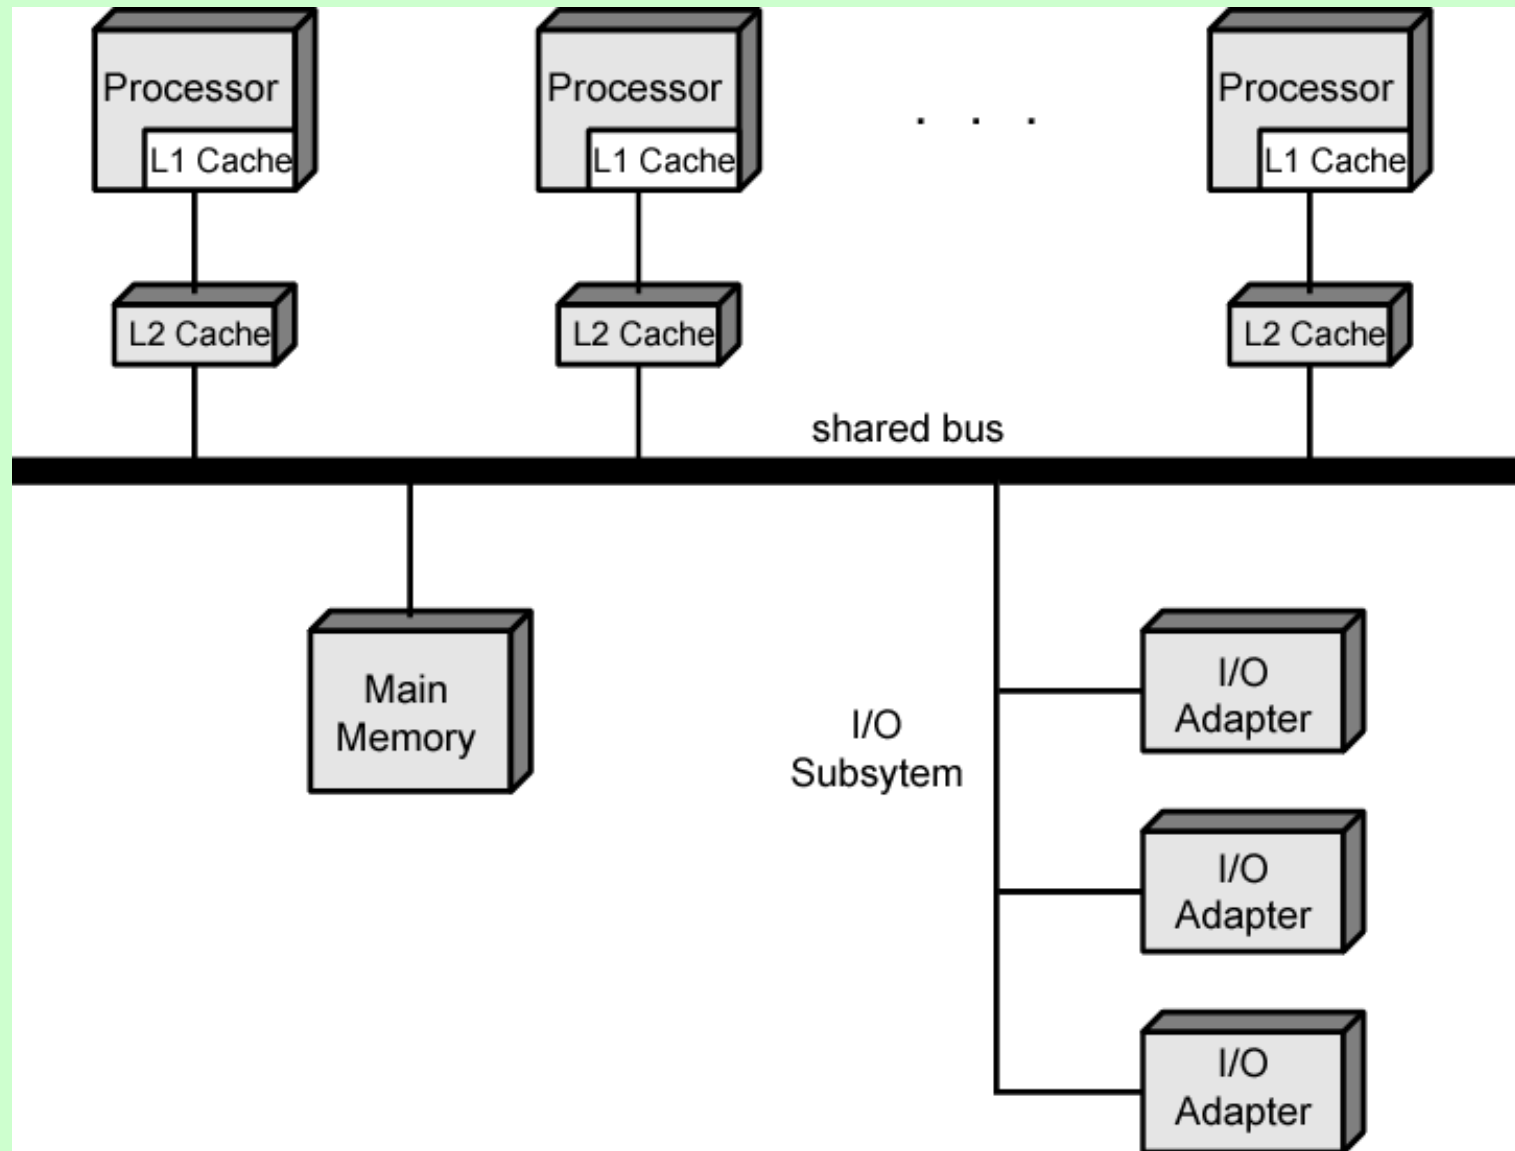 Processor
L1 Cache
Processor
L1 Cache
. . .
Processor
L1 Cache
L2 Cache
L2 Cache
L2 Cache
shared bus
Main
Memory
I/O
Subsytem
I/O
Adapter
I/O
Adapter
I/O
Adapter